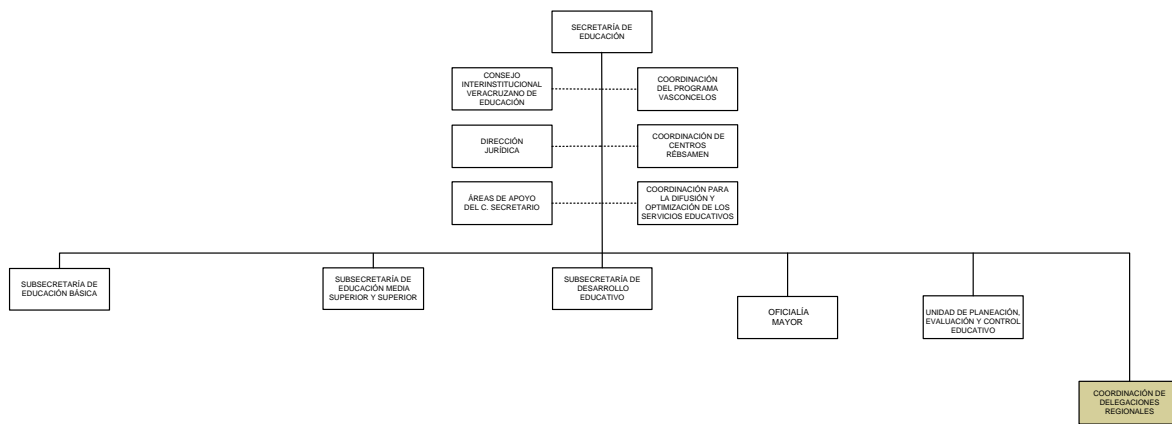 SECRETARÍA DE
EDUCACIÓN
CONSEJO
INTERINSTITUCIONAL
VERACRUZANO DE
EDUCACIÓN
COORDINACIÓN
DEL PROGRAMA
VASCONCELOS
DIRECCIÓN
JURÍDICA
COORDINACIÓN DE
CENTROS
RÉBSAMEN
ÁREAS DE APOYO
DEL C. SECRETARIO
COORDINACIÓN PARA
LA DIFUSIÓN Y
OPTIMIZACIÓN DE LOS
SERVICIOS EDUCATIVOS
SUBSECRETARÍA DE
EDUCACIÓN BÁSICA
SUBSECRETARÍA DE
EDUCACIÓN MEDIA
SUPERIOR Y SUPERIOR
SUBSECRETARÍA DE
DESARROLLO
EDUCATIVO
OFICIALÍA
MAYOR
UNIDAD DE PLANEACIÓN,
EVALUACIÓN Y CONTROL
EDUCATIVO
COORDINACIÓN DE
DELEGACIONES
REGIONALES